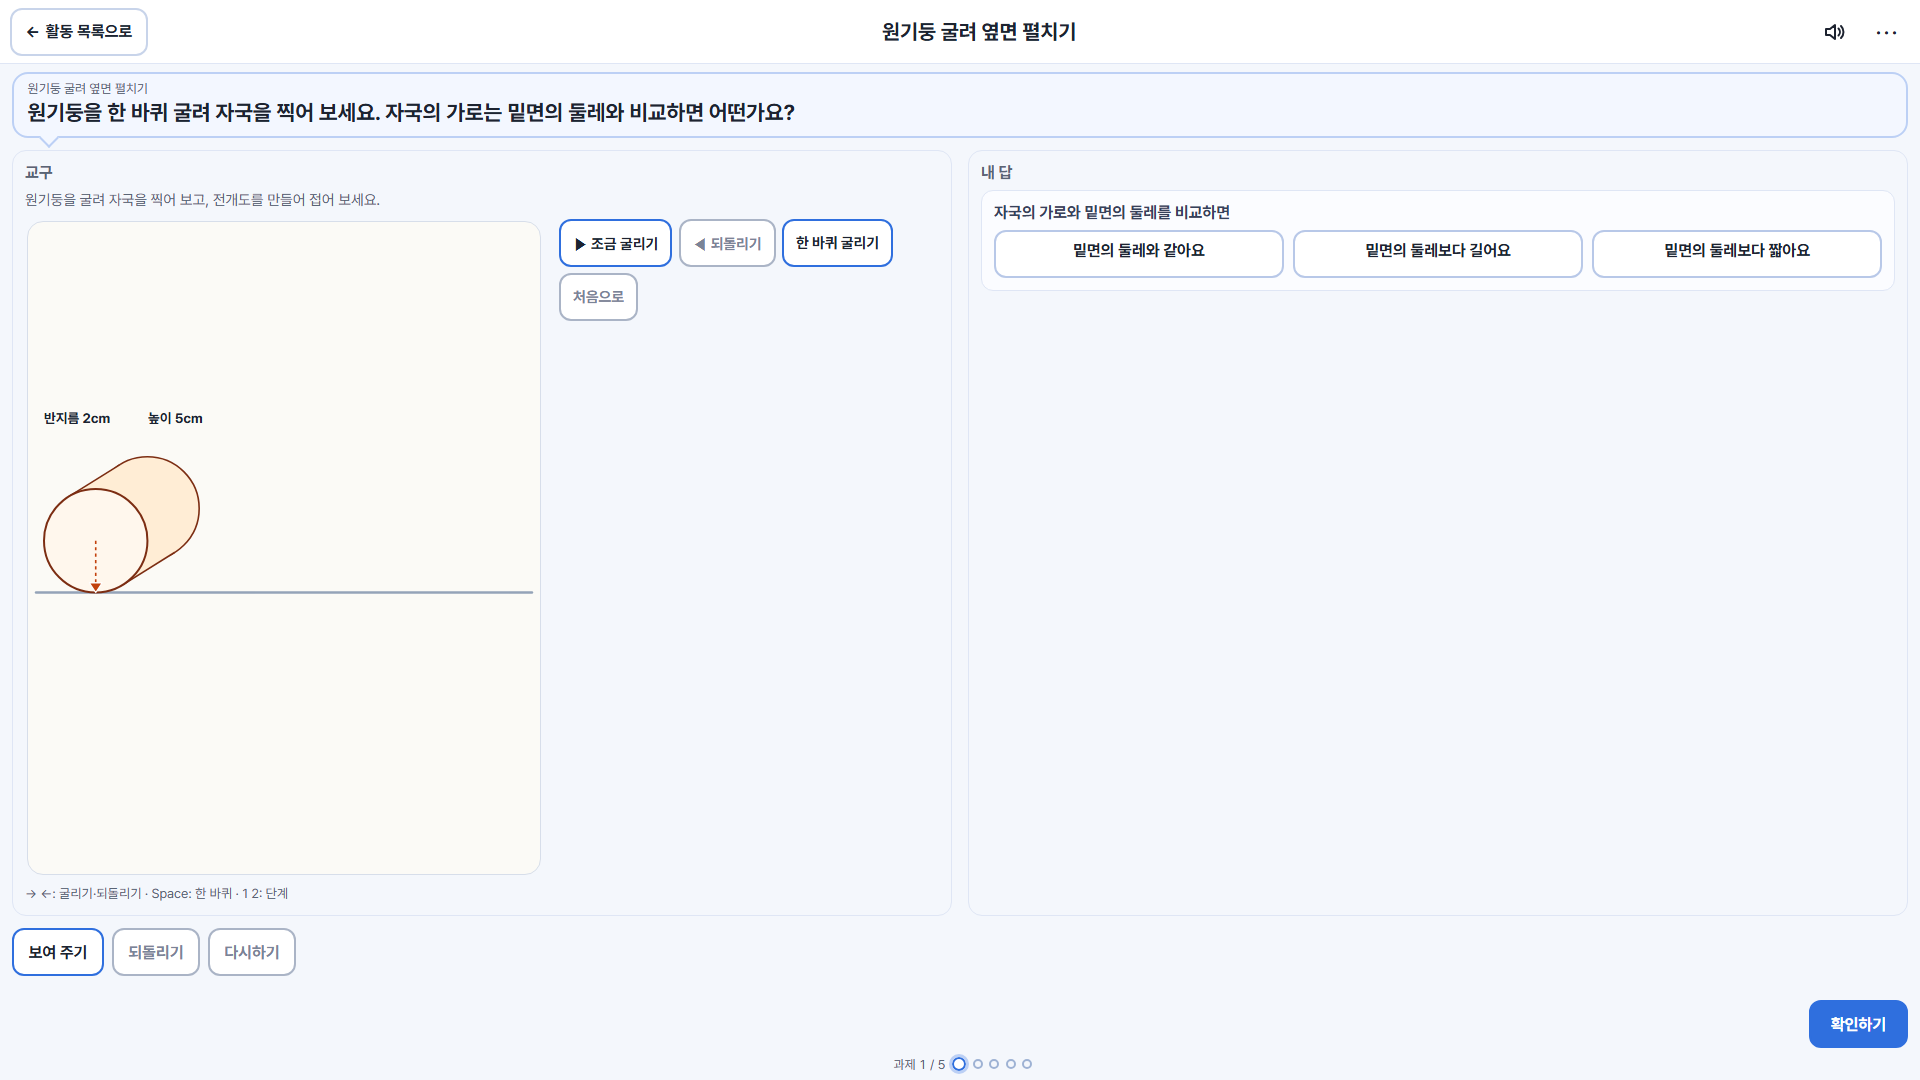 ← 활동 목록으로
원기둥 굴려 옆면 펼치기
원기둥 굴려 옆면 펼치기
원기둥을 한 바퀴 굴려 자국을 찍어 보세요. 자국의 가로는 밑면의 둘레와 비교하면 어떤가요?
교구
원기둥을 굴려 자국을 찍어 보고, 전개도를 만들어 접어 보세요.
▶ 조금 굴리기
◀ 되돌리기
한 바퀴 굴리기
처음으로
반지름 2cm
높이 5cm
→ ←: 굴리기·되돌리기 · Space: 한 바퀴 · 1 2: 단계
내 답
자국의 가로와 밑면의 둘레를 비교하면
밑면의 둘레와 같아요
밑면의 둘레보다 길어요
밑면의 둘레보다 짧아요
보여 주기
되돌리기
다시하기
확인하기
과제 1 / 5